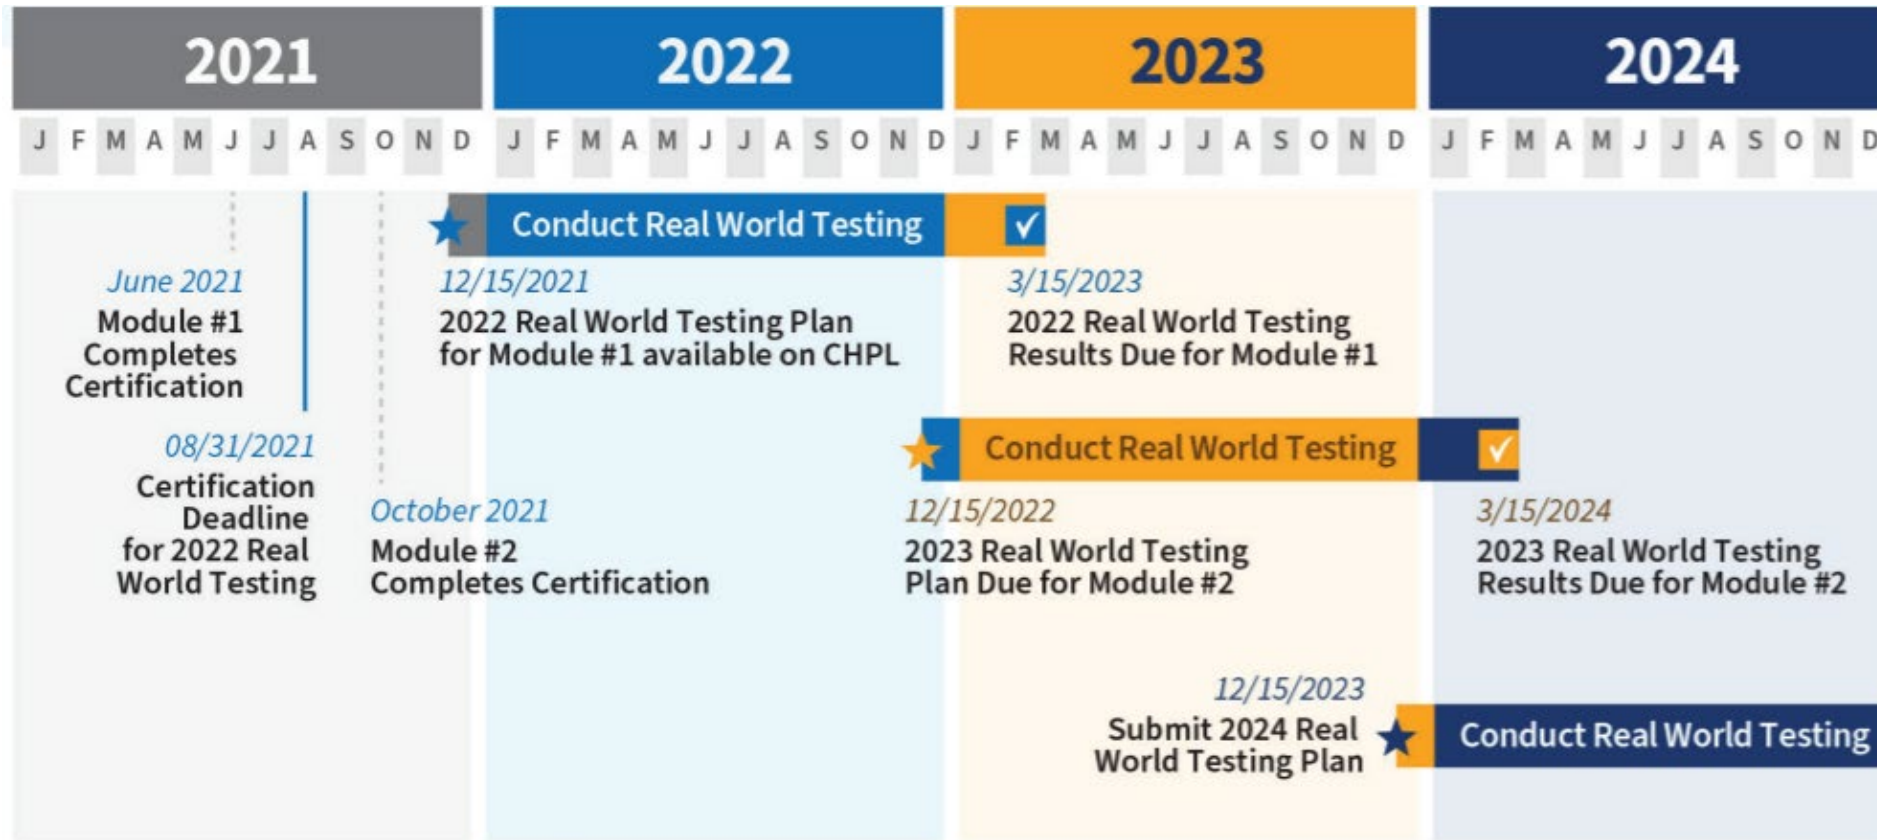 2021 2022 2023 2024
J F M A M J J A S O N D J F M A M J J A S O N D J F M A M J J A S O N D J F M A M J J A S O N D
Conduct Real World Testing
June 2021
Module #1
Completes
Certification
12/15/2021
2022 Real World Testing Plan
for Module #1 available on CHPL
3/15/2023
2022 Real World Testing
Results Due for Module #1
08/31/2021
Certification
Deadline
for 2022 Real
World Testing
October 2021
Module #2
Completes Certification
Conduct Real World Testing
12/15/2022
2023 Real World Testing
Plan Due for Module #2
3/15/2024
2023 Real World Testing
Results Due for Module #2
12/15/2023
Submit 2024 Real
World Testing Plan
Conduct Real World Testing